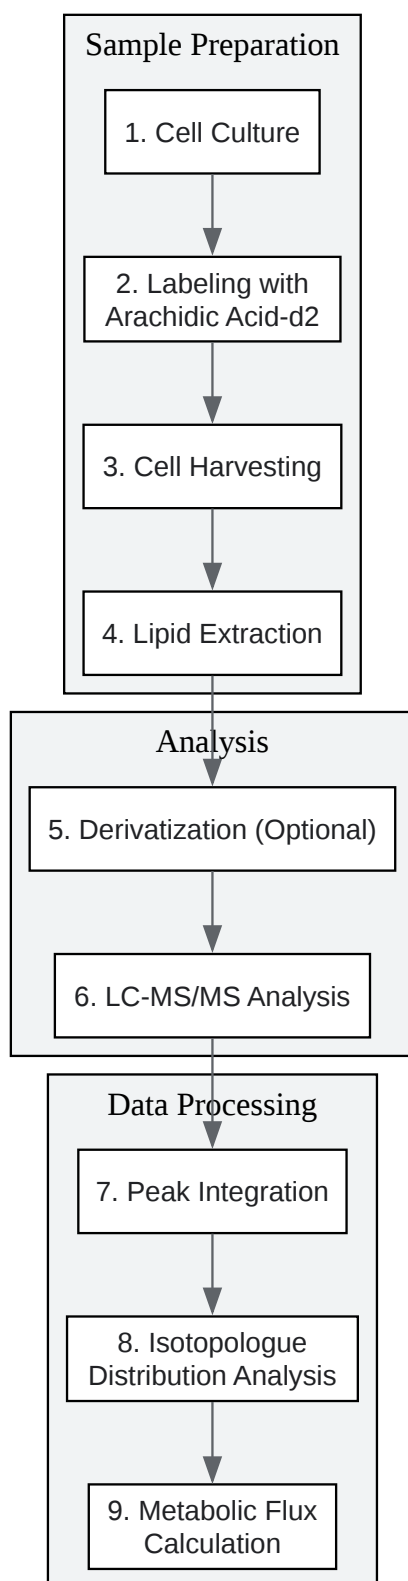 Sample Preparation
1. Cell Culture
2. Labeling with
Arachidic Acid-d2
3. Cell Harvesting
4. Lipid Extraction
Analysis
5. Derivatization (Optional)
6. LC-MS/MS Analysis
Data Processing
7. Peak Integration
8. Isotopologue
Distribution Analysis
9. Metabolic Flux
Calculation